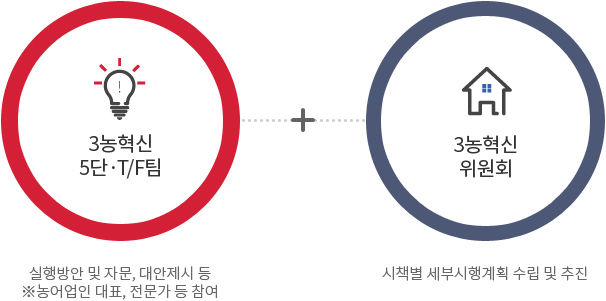 3농혁신
5단·T/F팀
3농혁신
위원회
실행방안 및 자문, 대안제시 등
※농어업인 대표, 전문가 등 참여
시책별 세부시행계획 수립 및 추진